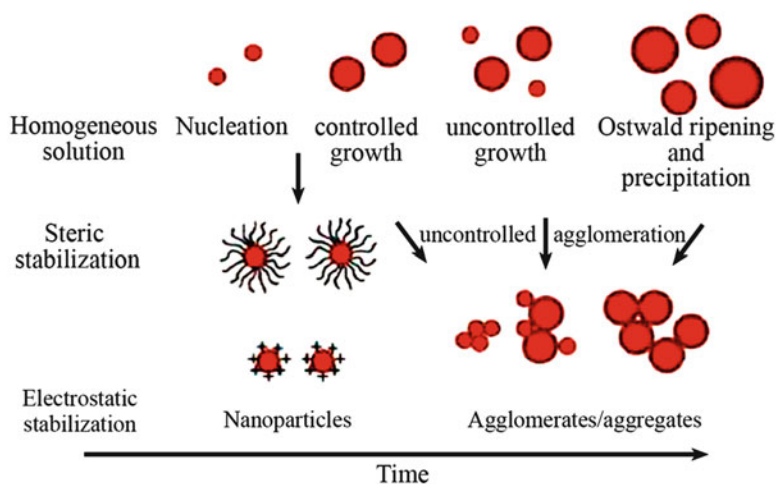 Homogeneous
solution
Nucleation
controlled
growth
uncontrolled
growth
Ostwald ripening
and
precipitation
Steric
stabilization
uncontrolled
agglomeration
Electrostatic
stabilization
Nanoparticles
Agglomerates/aggregates
Time